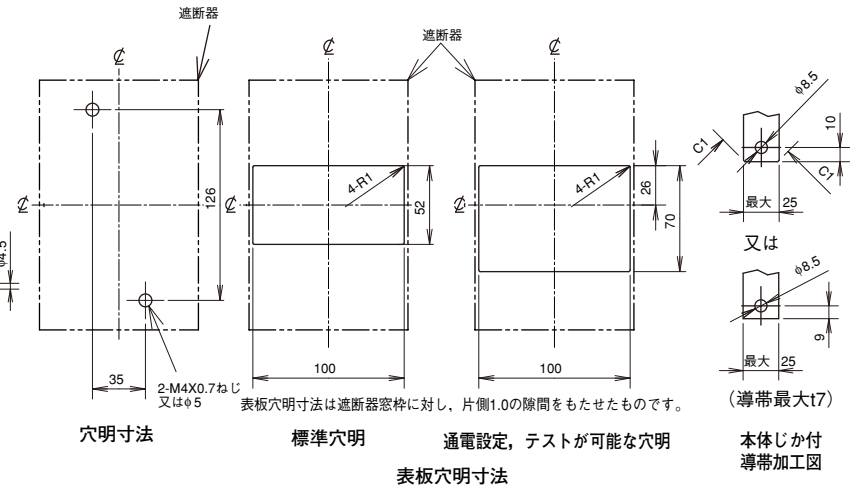 遮断器
℄
126
φ4.5
35
2-M4X0.7ねじ
又はφ5
穴明寸法
遮断器
℄
℄
4-R1
52
100
標準穴明
℄
℄
4-R1
26
70
100
通電設定，テストが可能な穴明
表板穴明寸法は遮断器窓枠に対し，片側1.0の隙間をもたせたものです。
表板穴明寸法
φ8.5
10
C1
C1
最大 25
又は
φ8.5
9
最大 25
（導帯最大t7）
本体じか付
導帯加工図
℄